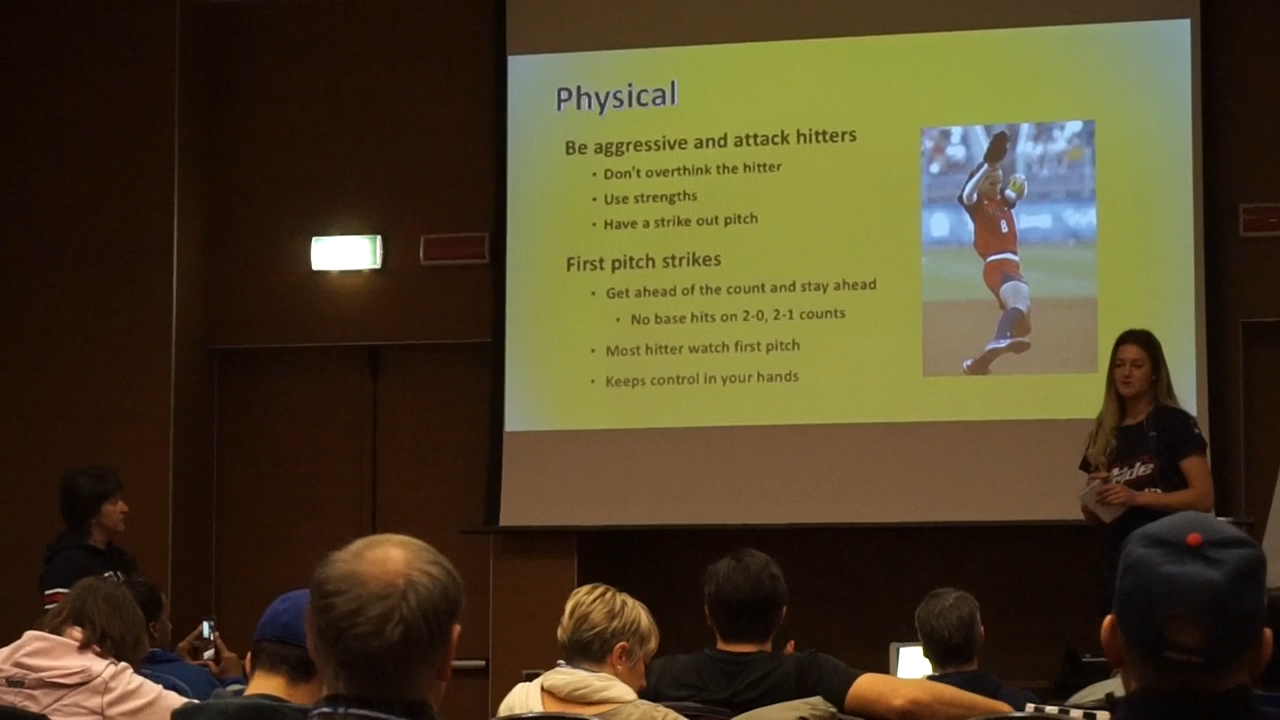 Physical
Be aggressive and attack hitters
• Don't overthink the hitter
• Use strengths
• Have a strike out pitch
First pitch strikes
• Get ahead of the count and stay ahead
• No base hits on 2-0, 2-1 counts
• Most hitter watch first pitch
• Keeps control in your hands
8